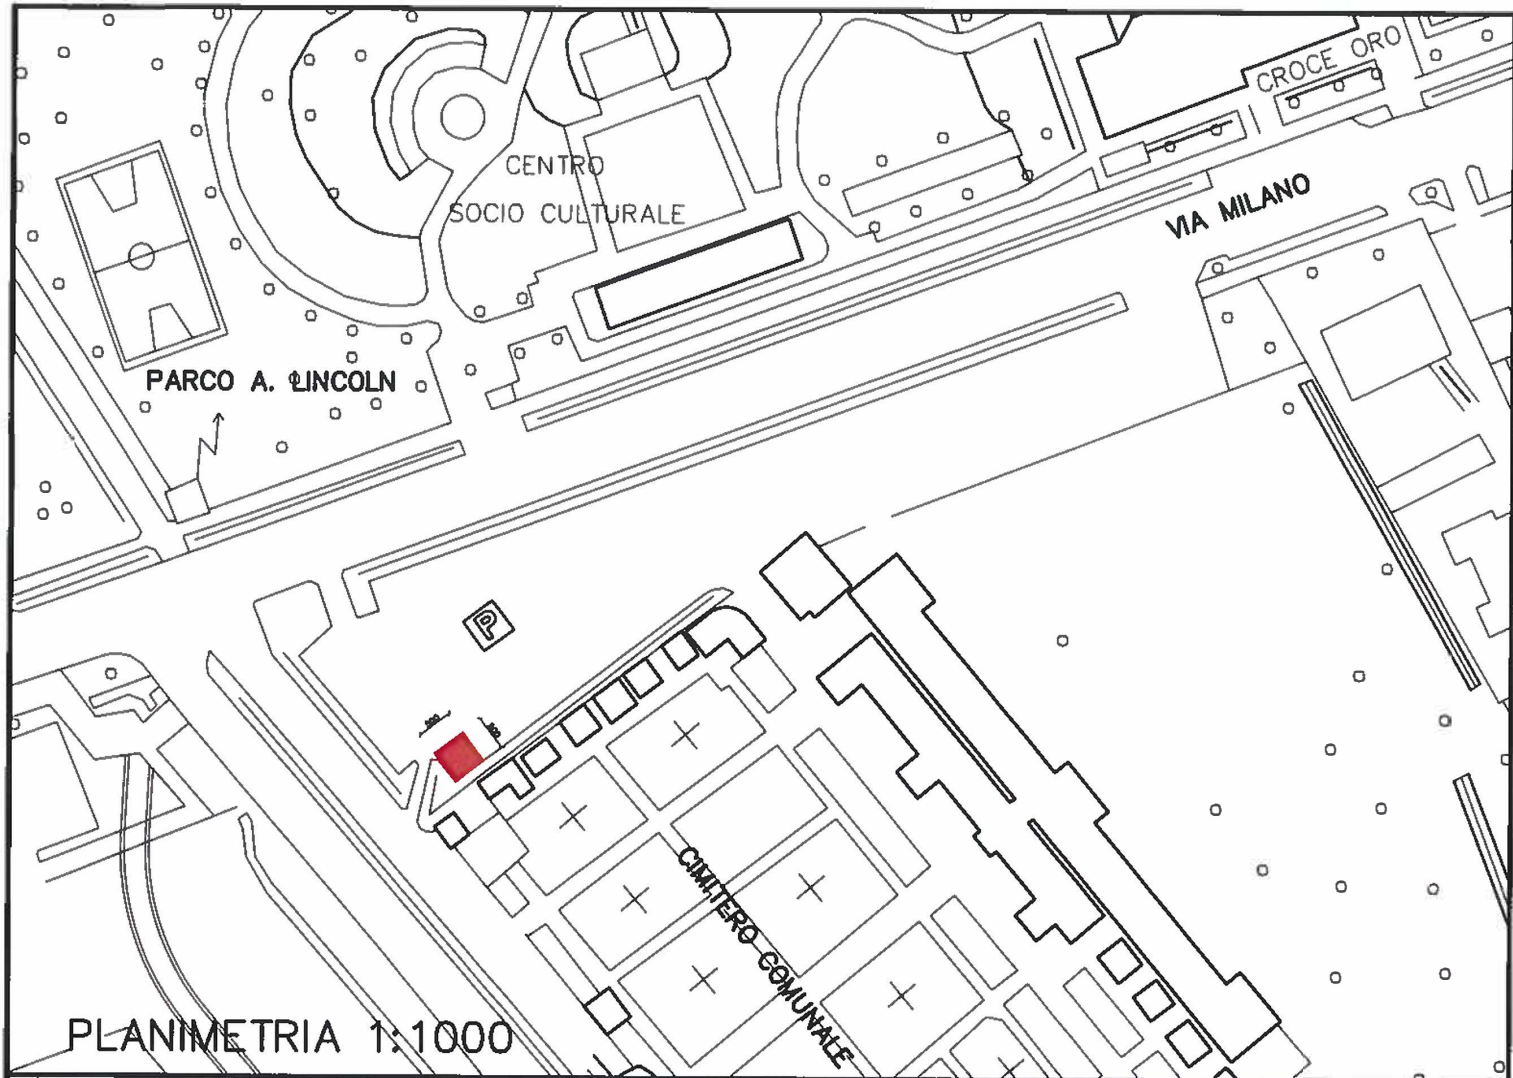 CROCE ORO
CENTRO
SOCIO CULTURALE
VIA MILANO
PARCO A. LINCOLN
P
CIMITERO COMUNALE
PLANIMETRIA 1:1000